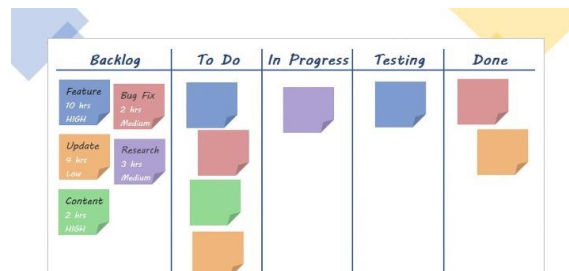 Backlog
To Do
In Progress
Testing
Done
Feature
10 hrs
HIGH
Bug Fix
2 hrs
Medium
Update
9 hrs
Low
Research
3 hrs
Medium
Content
2 hrs
HIGH